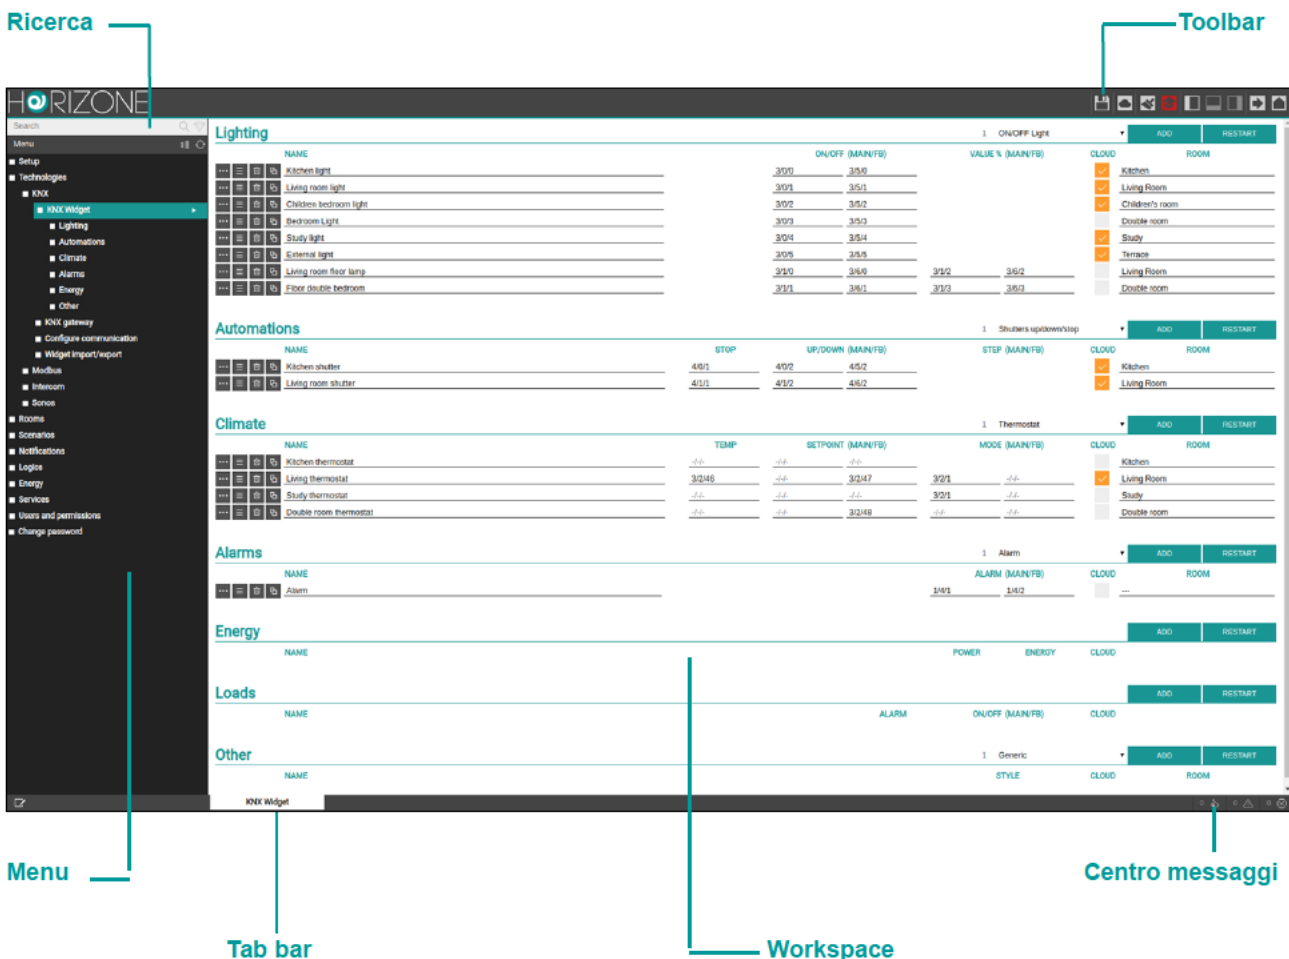 Ricerca
Toolbar
HORIZONE
Search
Menu
Setup
Technologies
KNX
KNX Widget
Lighting
Automations
Climate
Alarms
Energy
Other
KNX gateway
Configure communication
Widget import/export
Modbus
Intercom
Sonos
Rooms
Scenarios
Notifications
Logics
Energy
Services
Users and permissions
Change password
Lighting 1 ON/OFF Light ADD RESTART
NAME ON/OFF (MAIN/FB) VALUE % (MAIN/FB) CLOUD ROOM
Kitchen light 3/0/0 3/5/0 Kitchen
Living room light 3/0/1 3/5/1 Living Room
Children bedroom light 3/0/2 3/5/2 Children's room
Bedroom Light 3/0/3 3/5/3 Double room
Study light 3/0/4 3/5/4 Study
External light 3/0/5 3/5/5 Terrace
Living room floor lamp 3/1/0 3/6/0 3/1/2 3/6/2 Living Room
Floor double bedroom 3/1/1 3/6/1 3/1/3 3/6/3 Double room
Automations 1 Shutters up/down/stop ADD RESTART
NAME STOP UP/DOWN (MAIN/FB) STEP (MAIN/FB) CLOUD ROOM
Kitchen shutter 4/0/1 4/0/2 4/5/2 Kitchen
Living room shutter 4/1/1 4/1/2 4/6/2 Living Room
Climate 1 Thermostat ADD RESTART
NAME TEMP SETPOINT (MAIN/FB) MODE (MAIN/FB) CLOUD ROOM
Kitchen thermostat -/-/- -/-/- -/-/- Kitchen
Living thermostat 3/2/46 -/-/- 3/2/47 3/2/1 -/-/- Living Room
Study thermostat -/-/- -/-/- -/-/- 3/2/1 -/-/- Study
Double room thermostat -/-/- -/-/- 3/2/48 -/-/- -/-/- Double room
Alarms 1 Alarm ADD RESTART
NAME ALARM (MAIN/FB) CLOUD ROOM
Alarm 1/4/1 1/4/2 ---
Energy ADD RESTART
NAME POWER ENERGY CLOUD
Loads ADD RESTART
NAME ALARM ON/OFF (MAIN/FB) CLOUD
Other 1 Generic ADD RESTART
NAME STYLE CLOUD ROOM
KNX Widget 0 0 0
Menu
Centro messaggi
Tab bar
Workspace